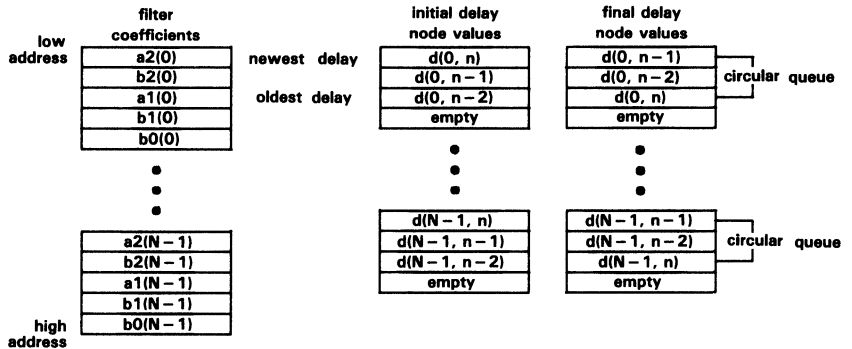 filter coefficients
initial delay node values
final delay node values
low address
a2(0)
b2(0)
a1(0)
b1(0)
b0(0)
newest delay
oldest delay
d(0, n)
d(0, n − 1)
d(0, n − 2)
empty
d(0, n − 1)
d(0, n − 2)
d(0, n)
empty
circular queue
a2(N − 1)
b2(N − 1)
a1(N − 1)
b1(N − 1)
b0(N − 1)
high address
d(N − 1, n)
d(N − 1, n − 1)
d(N − 1, n − 2)
empty
d(N − 1, n − 1)
d(N − 1, n − 2)
d(N − 1, n)
empty
circular queue